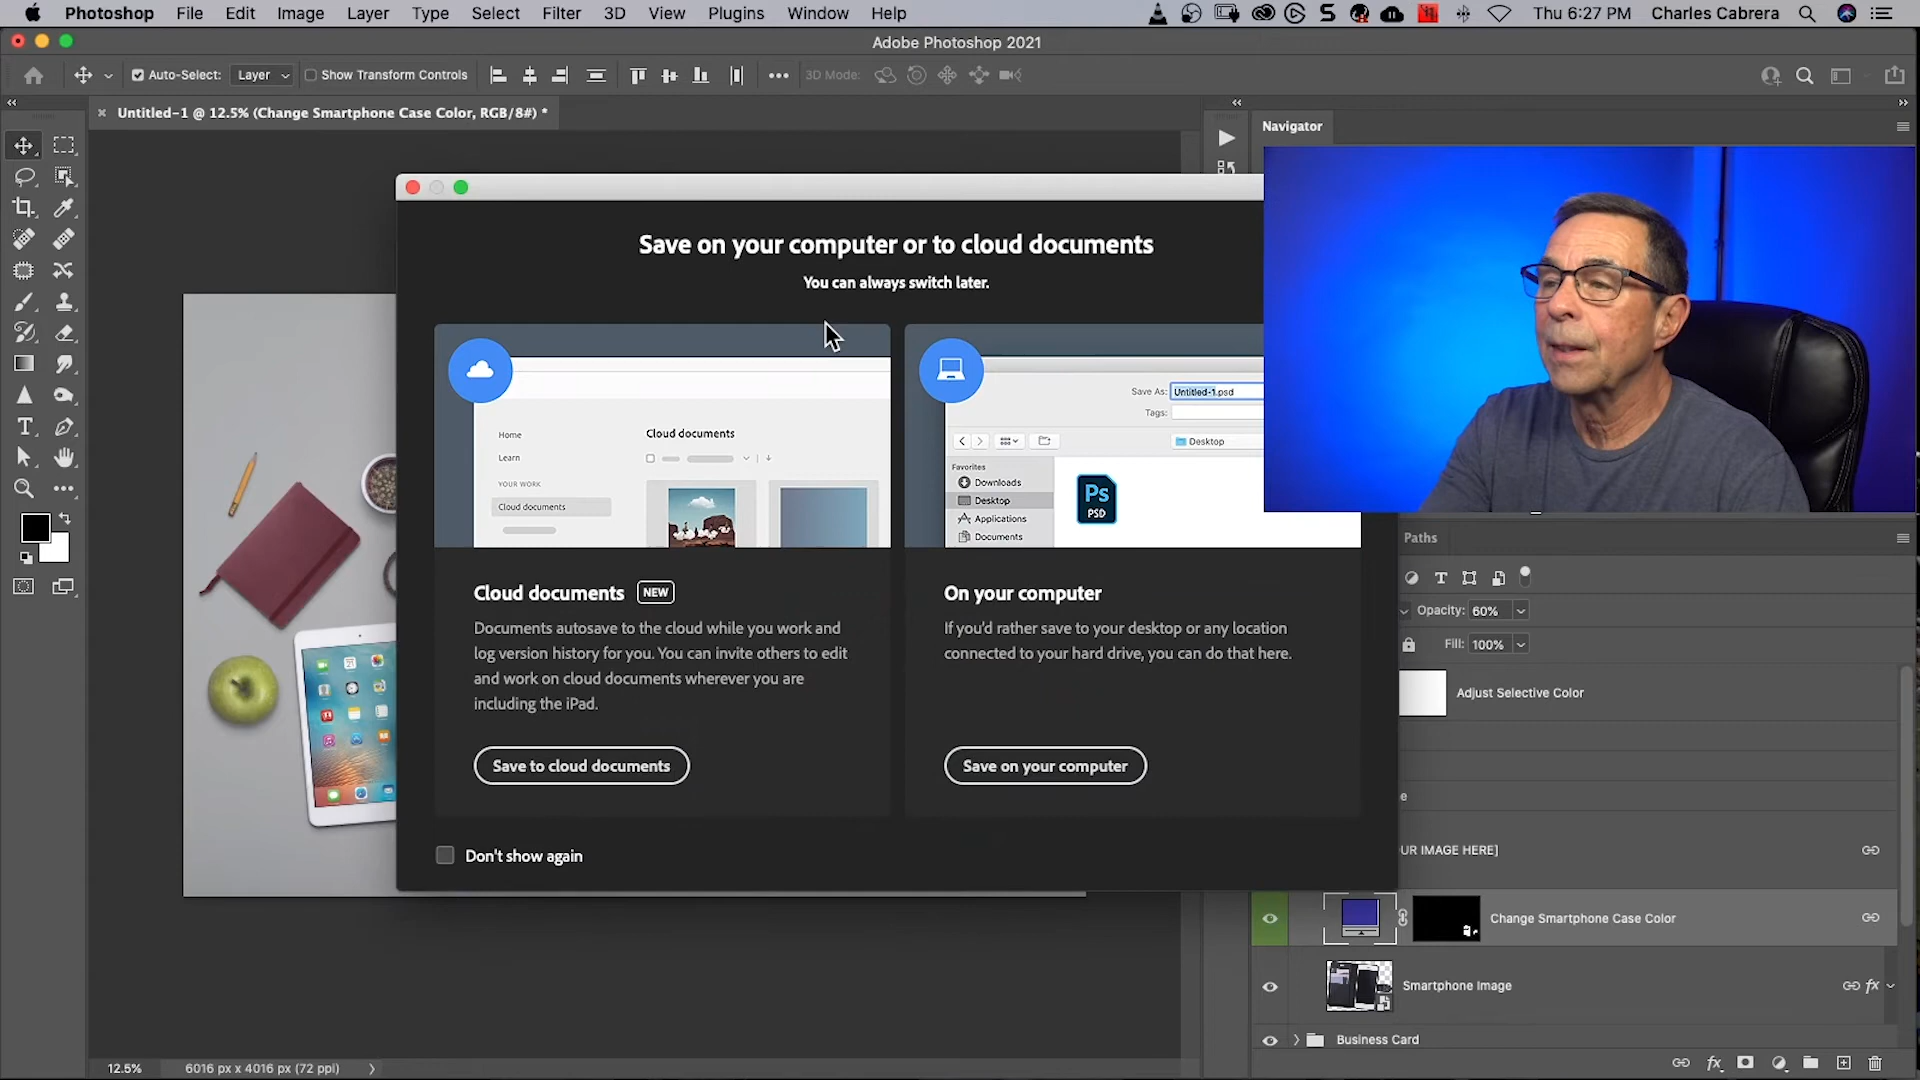 Photoshop File Edit Image Layer Type Select Filter 3D View Plugins Window Help Thu 6:27 PM Charles Cabrera
Adobe Photoshop 2021
Auto-Select: Layer Show Transform Controls 3D Mode:
Untitled-1 @ 12.5% (Change Smartphone Case Color, RGB/8#) *
Navigator
Save on your computer or to cloud documents
You can always switch later.
Home
Learn
YOUR WORK
Cloud documents
Cloud documents
Save As: Untitled-1.psd
Tags:
Desktop
Favorites
Downloads
Desktop
Applications
Documents
Ps
PSD
Cloud documents NEW
Documents autosave to the cloud while you work and
log version history for you. You can invite others to edit
and work on cloud documents wherever you are
including the iPad.
Save to cloud documents
On your computer
If you'd rather save to your desktop or any location
connected to your hard drive, you can do that here.
Save on your computer
Don't show again
Paths
Opacity: 60%
Fill: 100%
Adjust Selective Color
e
UR IMAGE HERE]
Change Smartphone Case Color
Smartphone Image
fx
Business Card
12.5% 6016 px x 4016 px (72 ppi)
fx